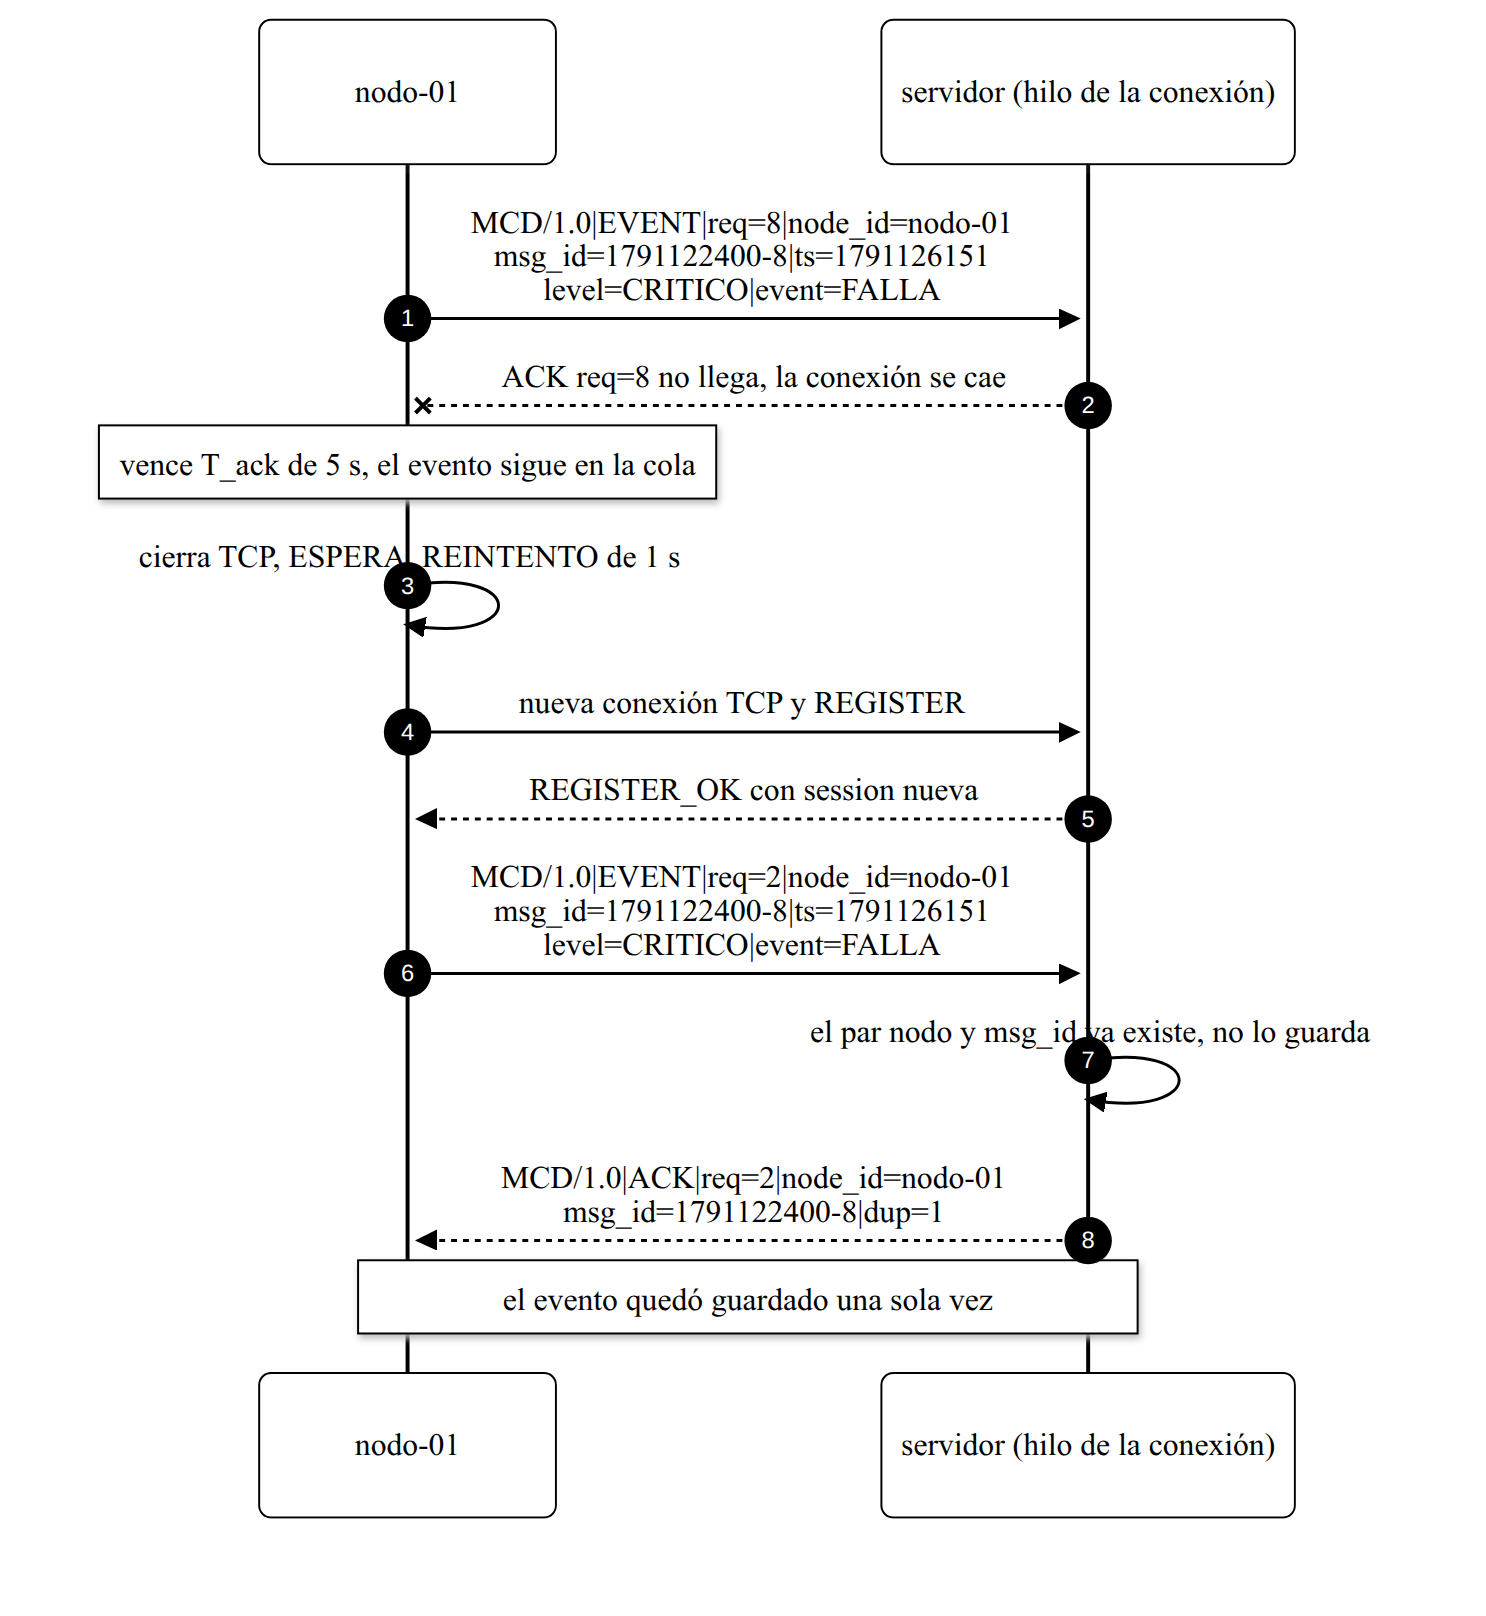 nodo-01
servidor (hilo de la conexión)
MCD/1.0|EVENT|req=8|node_id=nodo-01
msg_id=1791122400-8|ts=1791126151
level=CRITICO|event=FALLA
1
ACK req=8 no llega, la conexión se cae
2
vence T_ack de 5 s, el evento sigue en la cola
cierra TCP, ESPERA_REINTENTO de 1 s
3
nueva conexión TCP y REGISTER
4
REGISTER_OK con session nueva
5
MCD/1.0|EVENT|req=2|node_id=nodo-01
msg_id=1791122400-8|ts=1791126151
level=CRITICO|event=FALLA
6
el par nodo y msg_id ya existe, no lo guarda
7
MCD/1.0|ACK|req=2|node_id=nodo-01
msg_id=1791122400-8|dup=1
8
el evento quedó guardado una sola vez
nodo-01
servidor (hilo de la conexión)